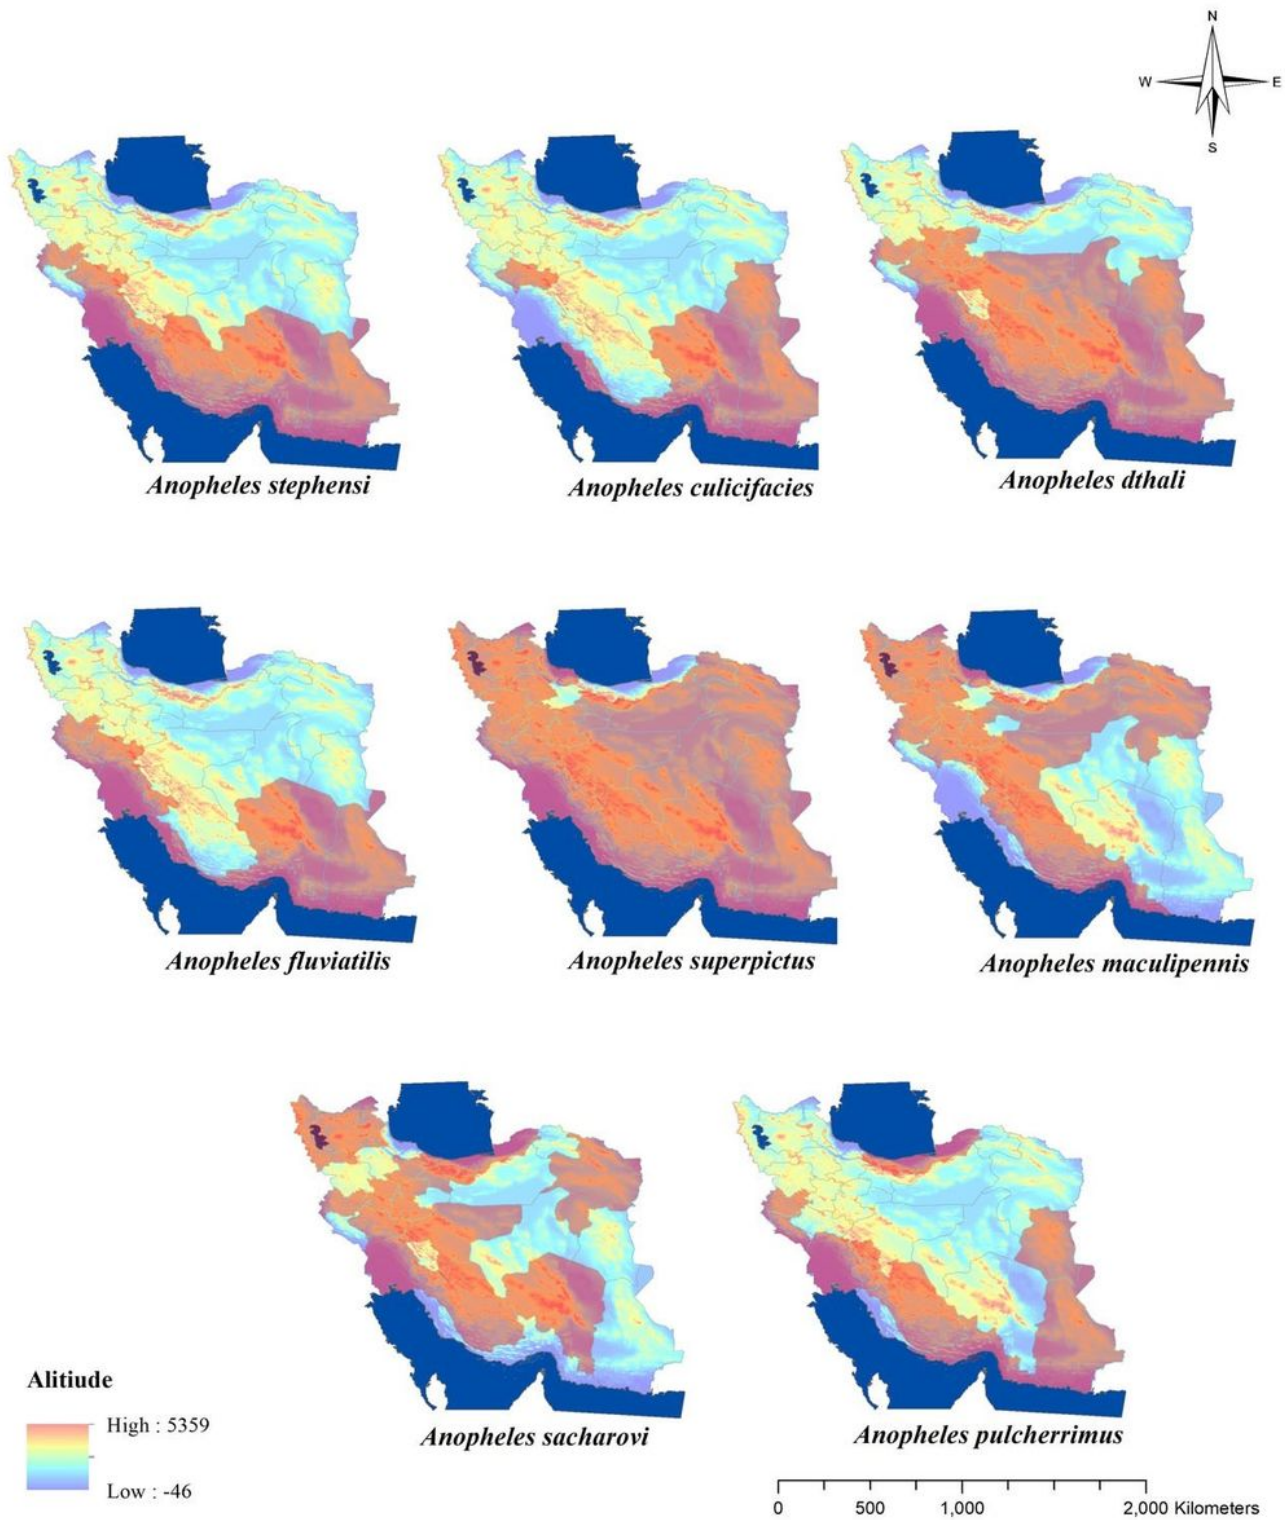 N
W E
S
Anopheles stephensi
Anopheles culicifacies
Anopheles dthali
Anopheles fluviatilis
Anopheles superpictus
Anopheles maculipennis
Anopheles sacharovi
Anopheles pulcherrimus
Alitiude
High : 5359
Low : -46
0 500 1,000 2,000 Kilometers